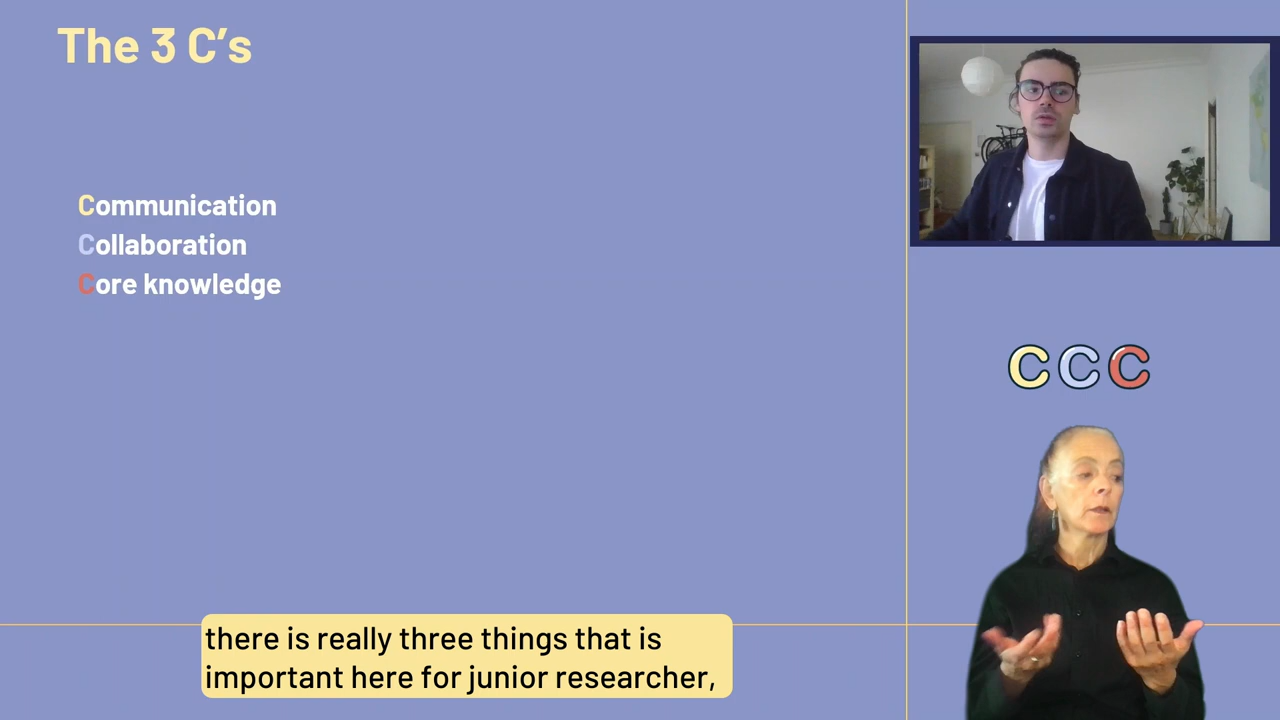 The 3 C’s
Communication
Collaboration
Core knowledge
CCC
there is really three things that is
important here for junior researcher,